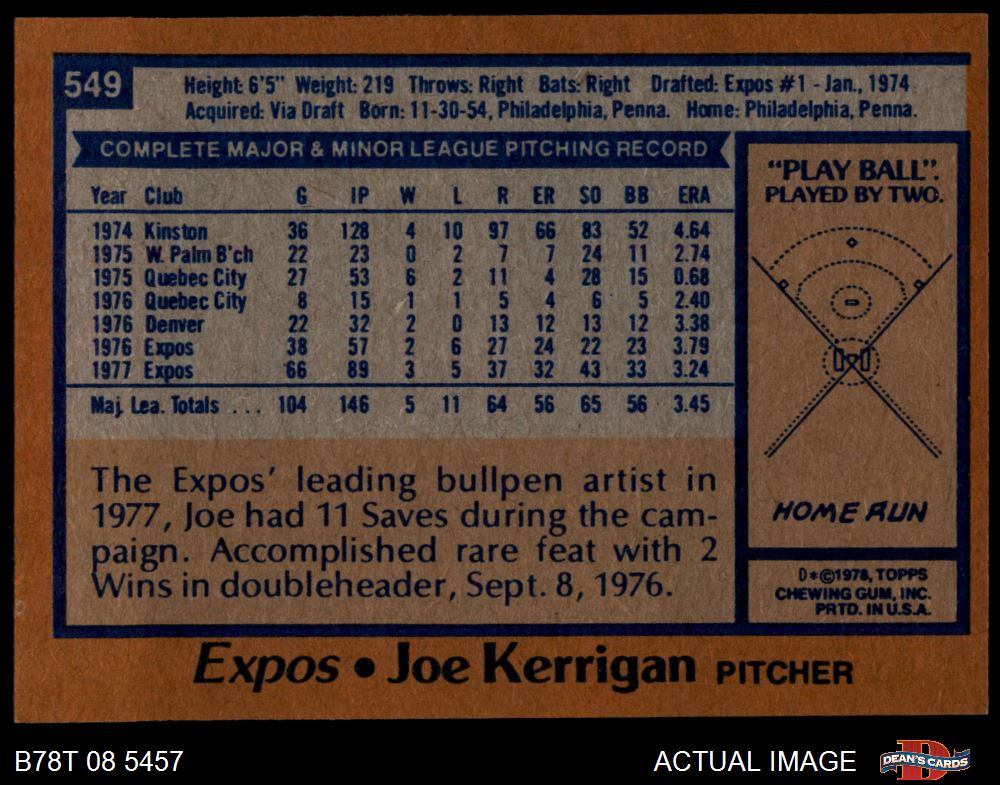 549
Height: 6'5" Weight: 219 Throws: Right Bats: Right Drafted: Expos #1 - Jan., 1974
Acquired: Via Draft Born: 11-30-54, Philadelphia, Penna. Home: Philadelphia, Penna.
COMPLETE MAJOR & MINOR LEAGUE PITCHING RECORD
Year Club G IP W L R ER SO BB ERA
1974 Kinston 36 128 4 10 97 66 83 52 4.64
1975 W. Palm B'ch 22 23 0 2 7 7 24 11 2.74
1975 Quebec City 27 53 6 2 11 4 28 15 0.68
1976 Quebec City 8 15 1 1 5 4 6 5 2.40
1976 Denver 22 32 2 0 13 12 13 12 3.38
1976 Expos 38 57 2 6 27 24 22 23 3.79
1977 Expos 66 89 3 5 37 32 43 33 3.24
Maj. Lea. Totals ... 104 146 5 11 64 56 65 56 3.45
The Expos' leading bullpen artist in
1977, Joe had 11 Saves during the cam-
paign. Accomplished rare feat with 2
Wins in doubleheader, Sept. 8, 1976.
"PLAY BALL".
PLAYED BY TWO.
HOME RUN
D*©1978, TOPPS
CHEWING GUM, INC.
PRTD. IN U.S.A.
Expos • Joe Kerrigan PITCHER
B78T 08 5457
ACTUAL IMAGE
D
DEAN'S CARDS